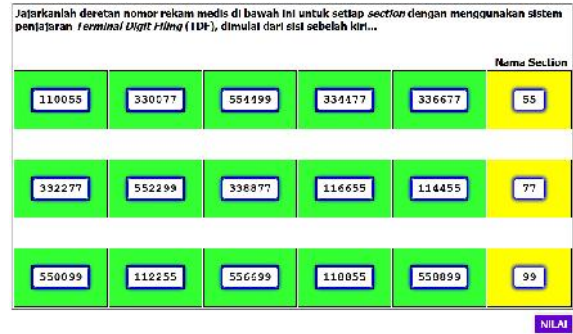 Jajarkanlah deretan nomor rekam medis di bawah ini untuk setiap section dengan menggunakan sistem
penjajaran Terminal Digit Filing (TDF), dimulai dari sisi sebelah kiri...
Nama Section
110055 330077 554499 334477 336677 55
332277 552299 338877 116655 114455 77
550099 112255 556699 118855 558899 99
NILAI